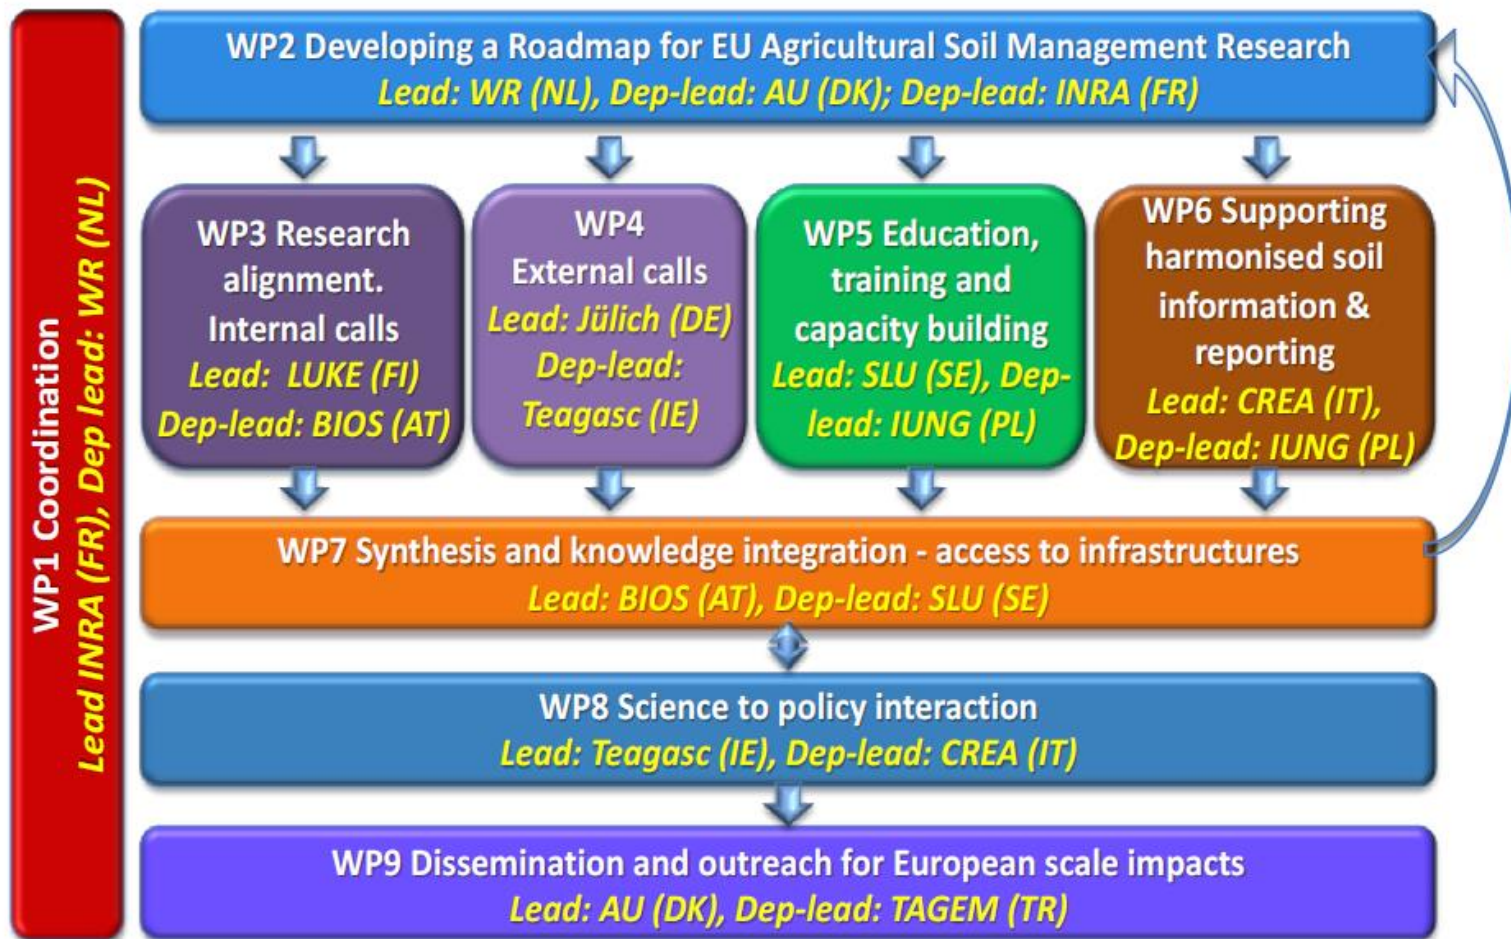 WP1 Coordination
Lead INRA (FR), Dep lead: WR (NL)
WP2 Developing a Roadmap for EU Agricultural Soil Management Research
Lead: WR (NL), Dep-lead: AU (DK); Dep-lead: INRA (FR)
WP3 Research
alignment.
Internal calls
Lead: LUKE (FI)
Dep-lead: BIOS (AT)
WP4
External calls
Lead: Jülich (DE)
Dep-lead:
Teagasc (IE)
WP5 Education,
training and
capacity building
Lead: SLU (SE), Dep-
lead: IUNG (PL)
WP6 Supporting
harmonised soil
information &
reporting
Lead: CREA (IT),
Dep-lead: IUNG (PL)
WP7 Synthesis and knowledge integration - access to infrastructures
Lead: BIOS (AT), Dep-lead: SLU (SE)
WP8 Science to policy interaction
Lead: Teagasc (IE), Dep-lead: CREA (IT)
WP9 Dissemination and outreach for European scale impacts
Lead: AU (DK), Dep-lead: TAGEM (TR)